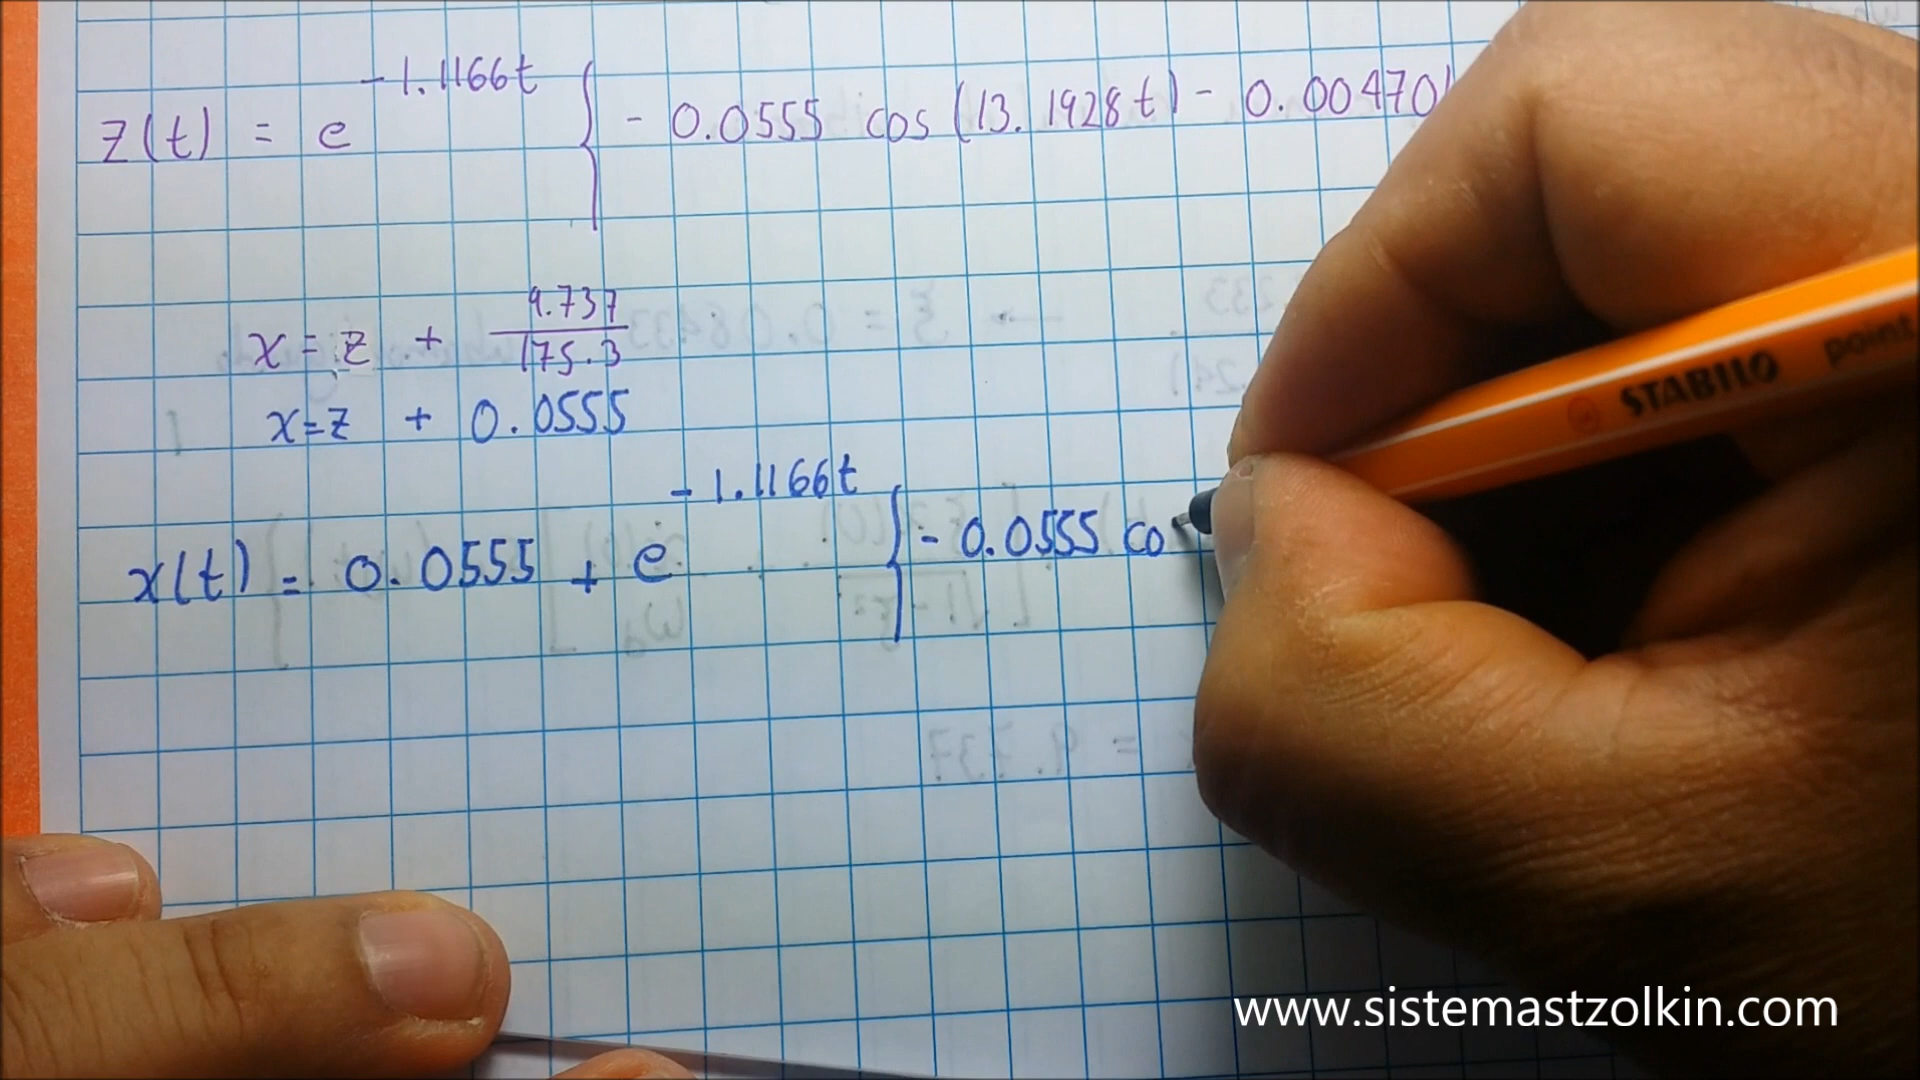 z(t) = e^{-1.1166t} { - 0.0555 cos (13.1928t) - 0.00470
x = z + 9.737/175.3
x = z + 0.0555
x(t) = 0.0555 + e^{-1.1166t} { - 0.0555 co
STABILO point
www.sistemastzolkin.com